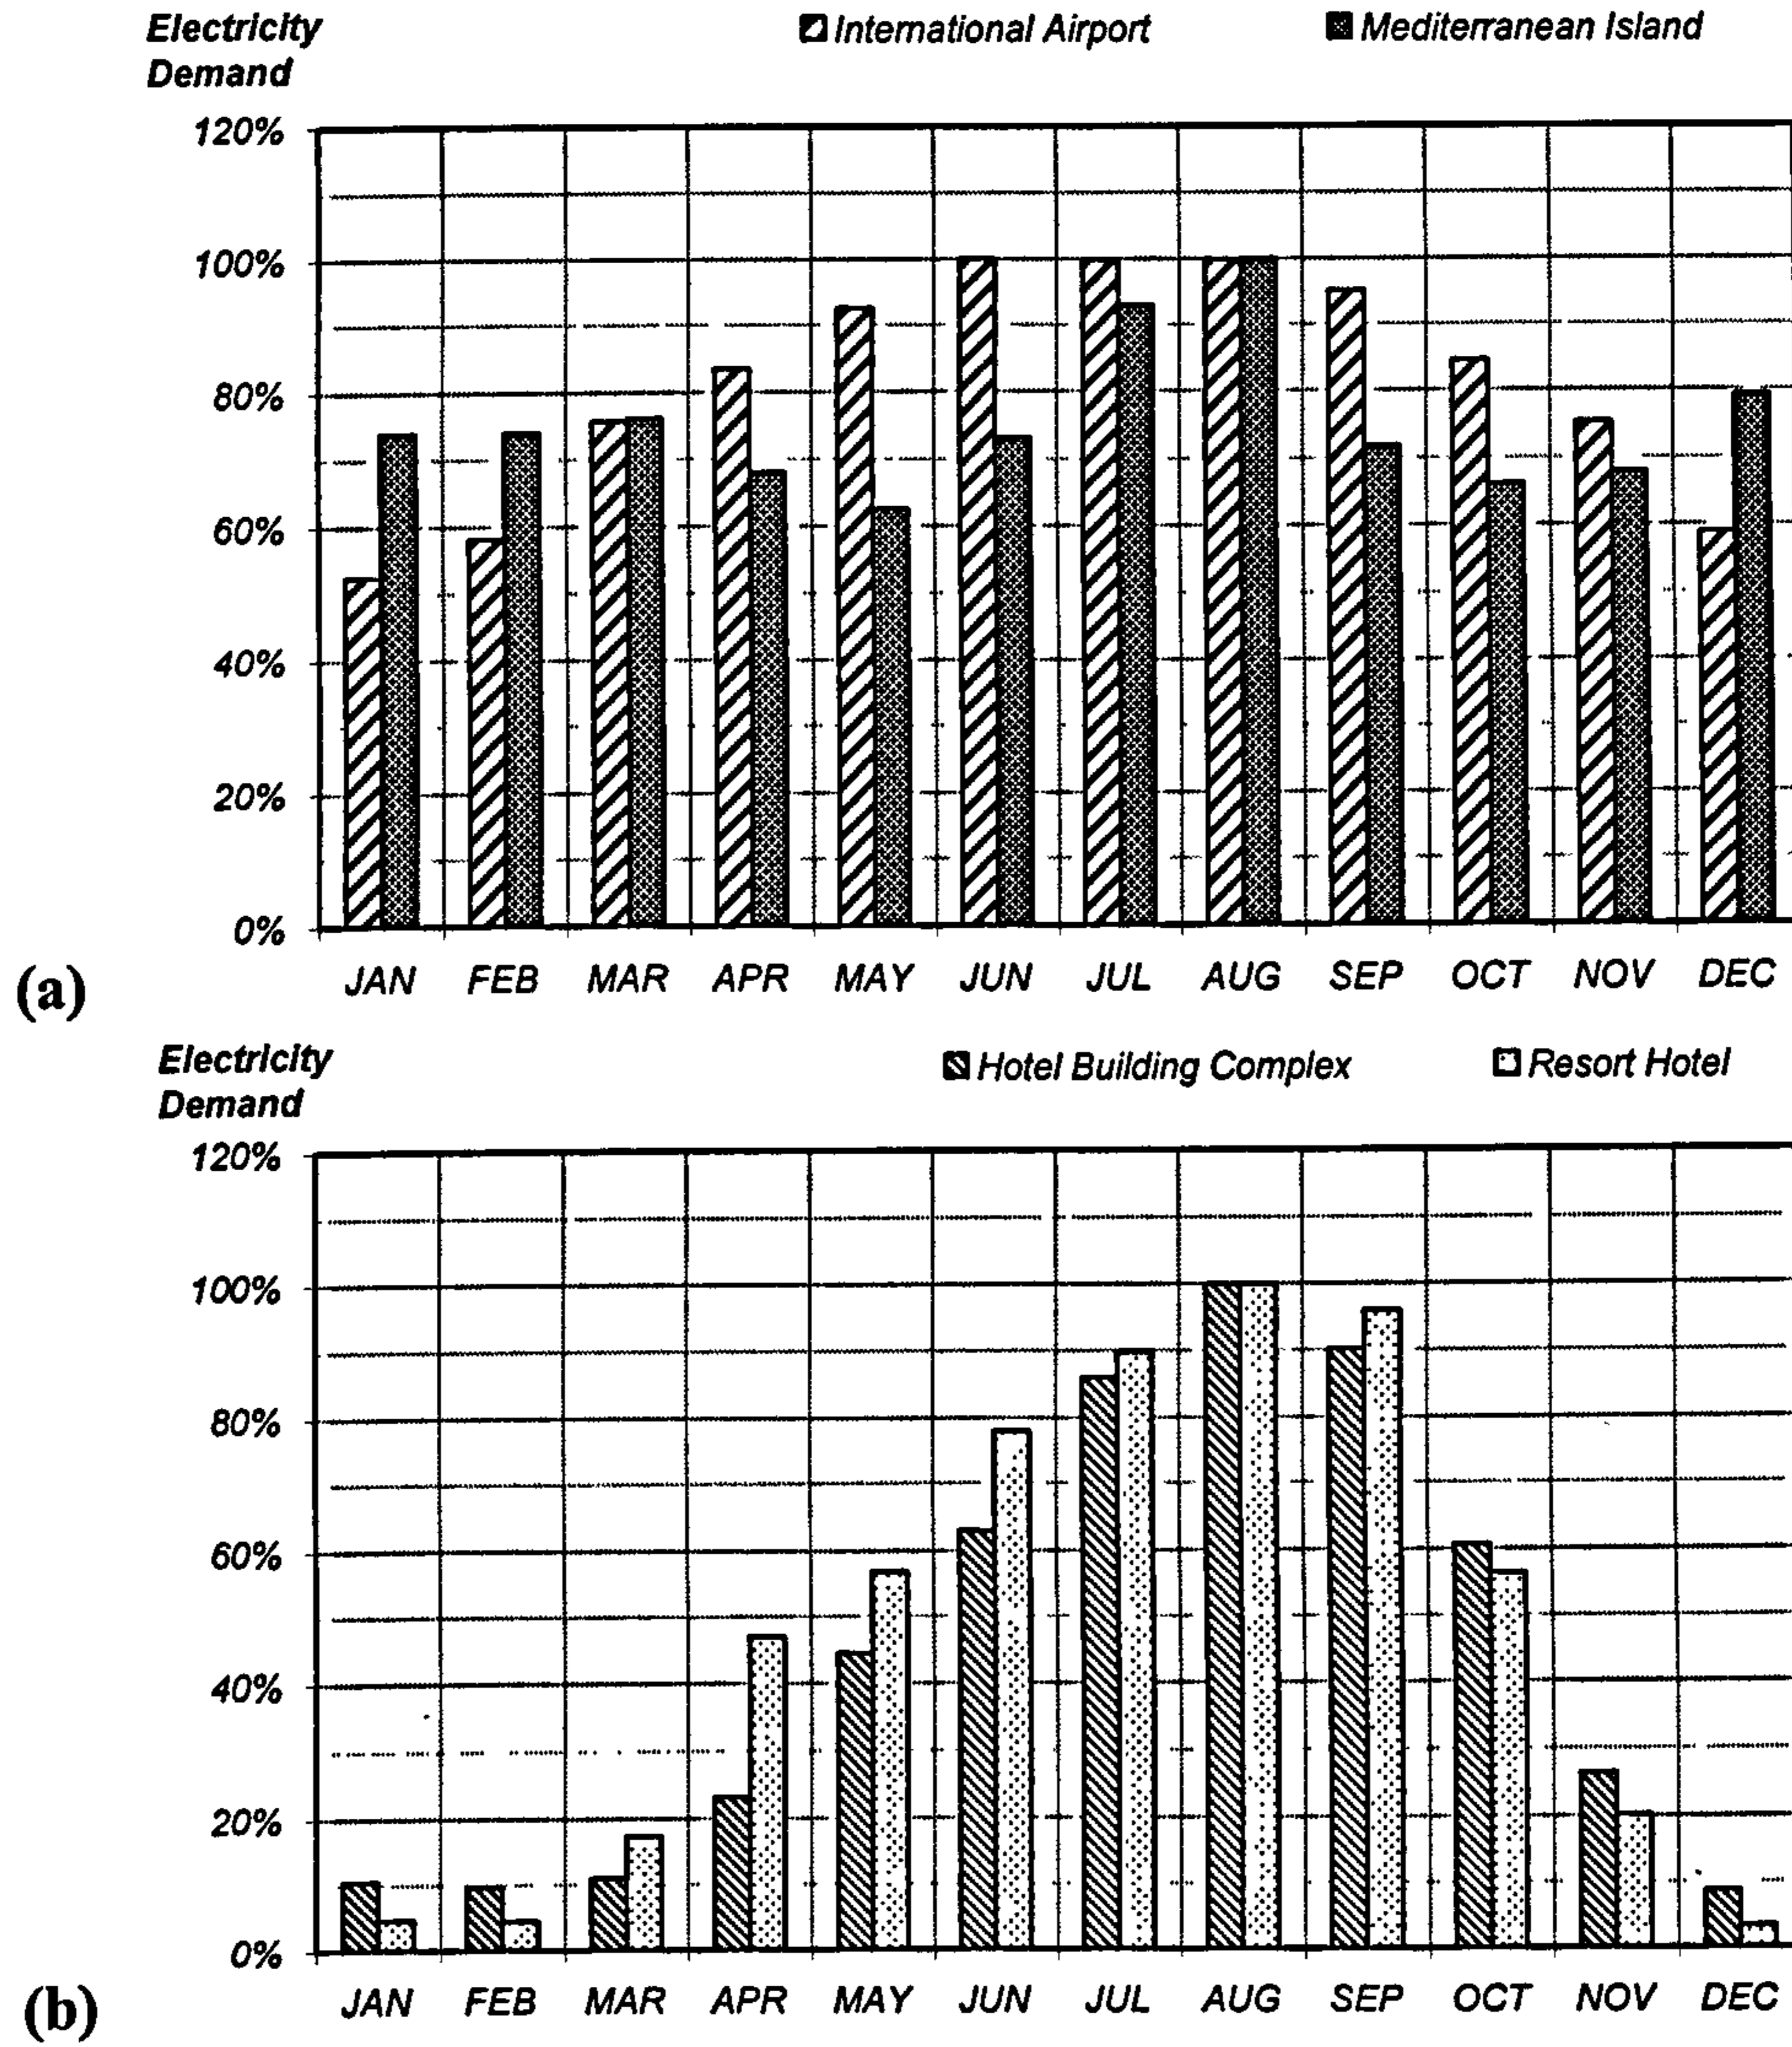 Electricity
Demand
International Airport
Mediterranean Island
120%
100%
80%
60%
40%
20%
0%
JAN FEB MAR APR MAY JUN JUL AUG SEP OCT NOV DEC
(a)
Electricity
Demand
Hotel Building Complex
Resort Hotel
120%
100%
80%
60%
40%
20%
0%
JAN FEB MAR APR MAY JUN JUL AUG SEP OCT NOV DEC
(b)